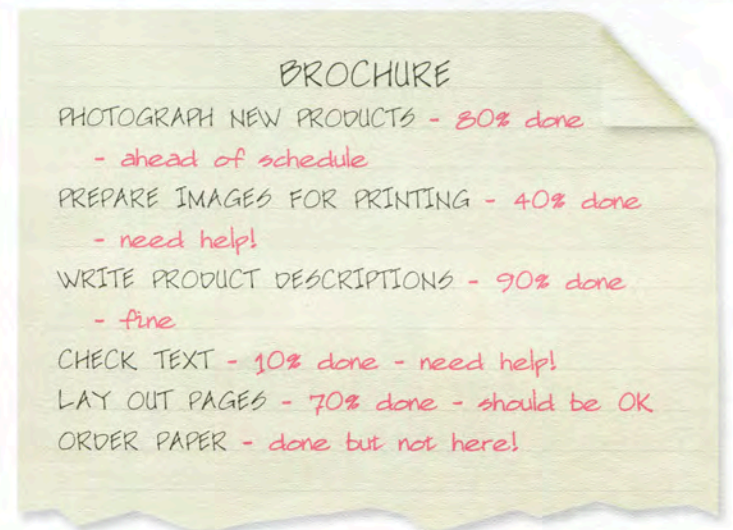 BROCHURE
PHOTOGRAPH NEW PRODUCTS - 80% done
- ahead of schedule
PREPARE IMAGES FOR PRINTING - 40% done
- need help!
WRITE PRODUCT DESCRIPTIONS - 90% done
- fine
CHECK TEXT - 10% done - need help!
LAY OUT PAGES - 70% done - should be OK
ORDER PAPER - done but not here!